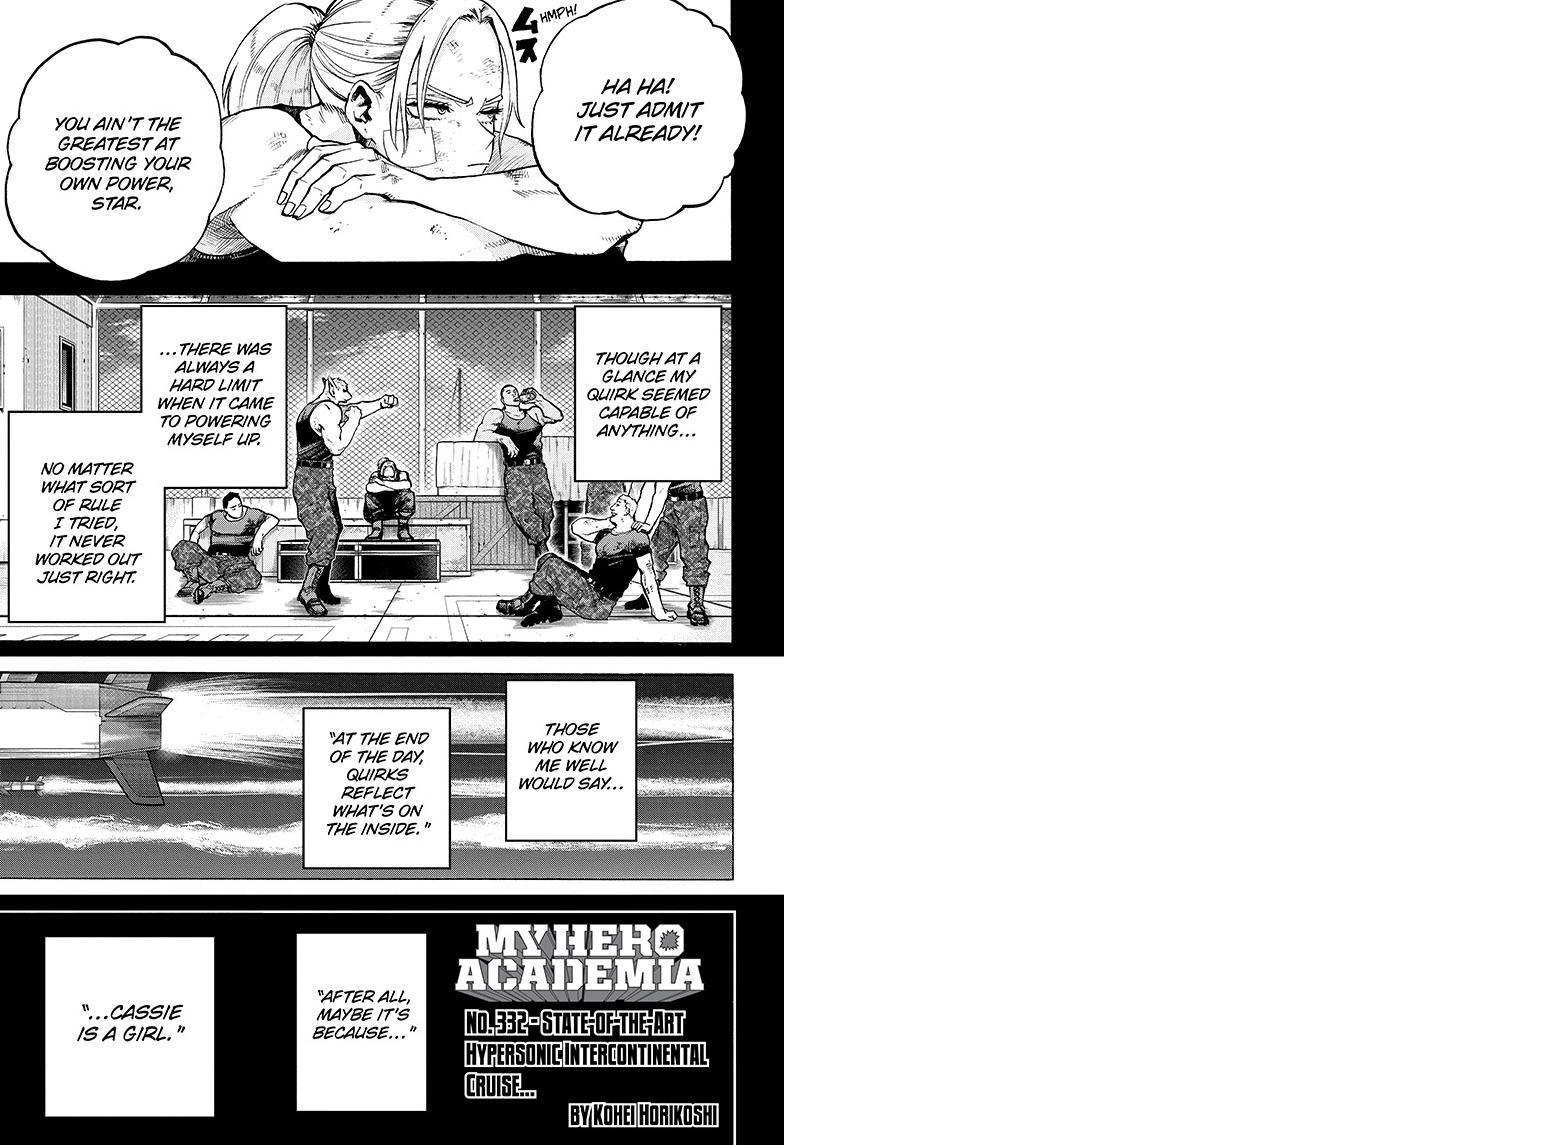 HA HA!
JUST ADMIT
IT ALREADY!
ムス
HMPH!
YOU AIN'T THE
GREATEST AT
BOOSTING YOUR
OWN POWER,
STAR.
THOUGH AT A
GLANCE MY
QUIRK SEEMED
CAPABLE OF
ANYTHING...
...THERE WAS
ALWAYS A
HARD LIMIT
WHEN IT CAME
TO POWERING
MYSELF UP.
NO MATTER
WHAT SORT
OF RULE
I TRIED,
IT NEVER
WORKED OUT
JUST RIGHT.
THOSE
WHO KNOW
ME WELL
WOULD SAY...
"AT THE END
OF THE DAY,
QUIRKS
REFLECT
WHAT'S ON
THE INSIDE."
MY HERO
ACADEMIA
NO. 332 - STATE-OF-THE-ART
HYPERSONIC INTERCONTINENTAL
CRUISE...
BY KOHEI HORIKOSHI
"AFTER ALL,
MAYBE IT'S
BECAUSE..."
"...CASSIE
IS A GIRL."